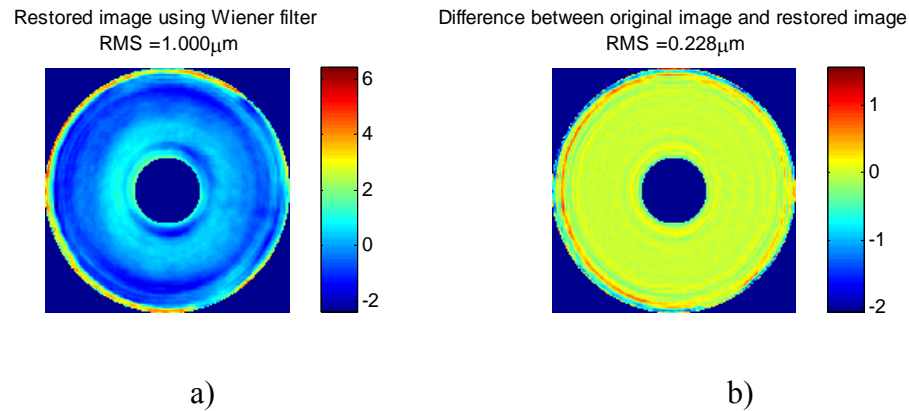 Restored image using Wiener filter
RMS =1.000μm
6
4
2
0
-2
a)
Difference between original image and restored image
RMS =0.228μm
1
0
-1
-2
b)